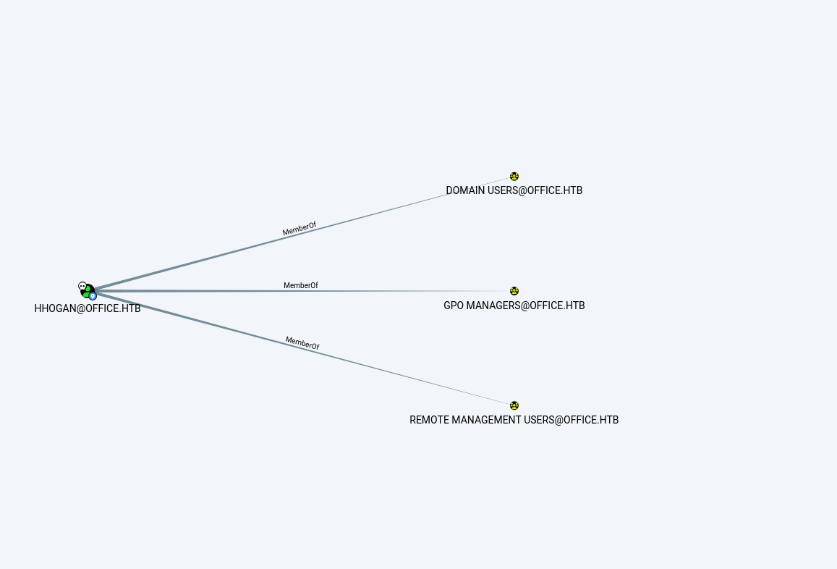 DOMAIN USERS@OFFICE.HTB
MemberOf
MemberOf
HHOGAN@OFFICE.HTB
GPO MANAGERS@OFFICE.HTB
MemberOf
REMOTE MANAGEMENT USERS@OFFICE.HTB